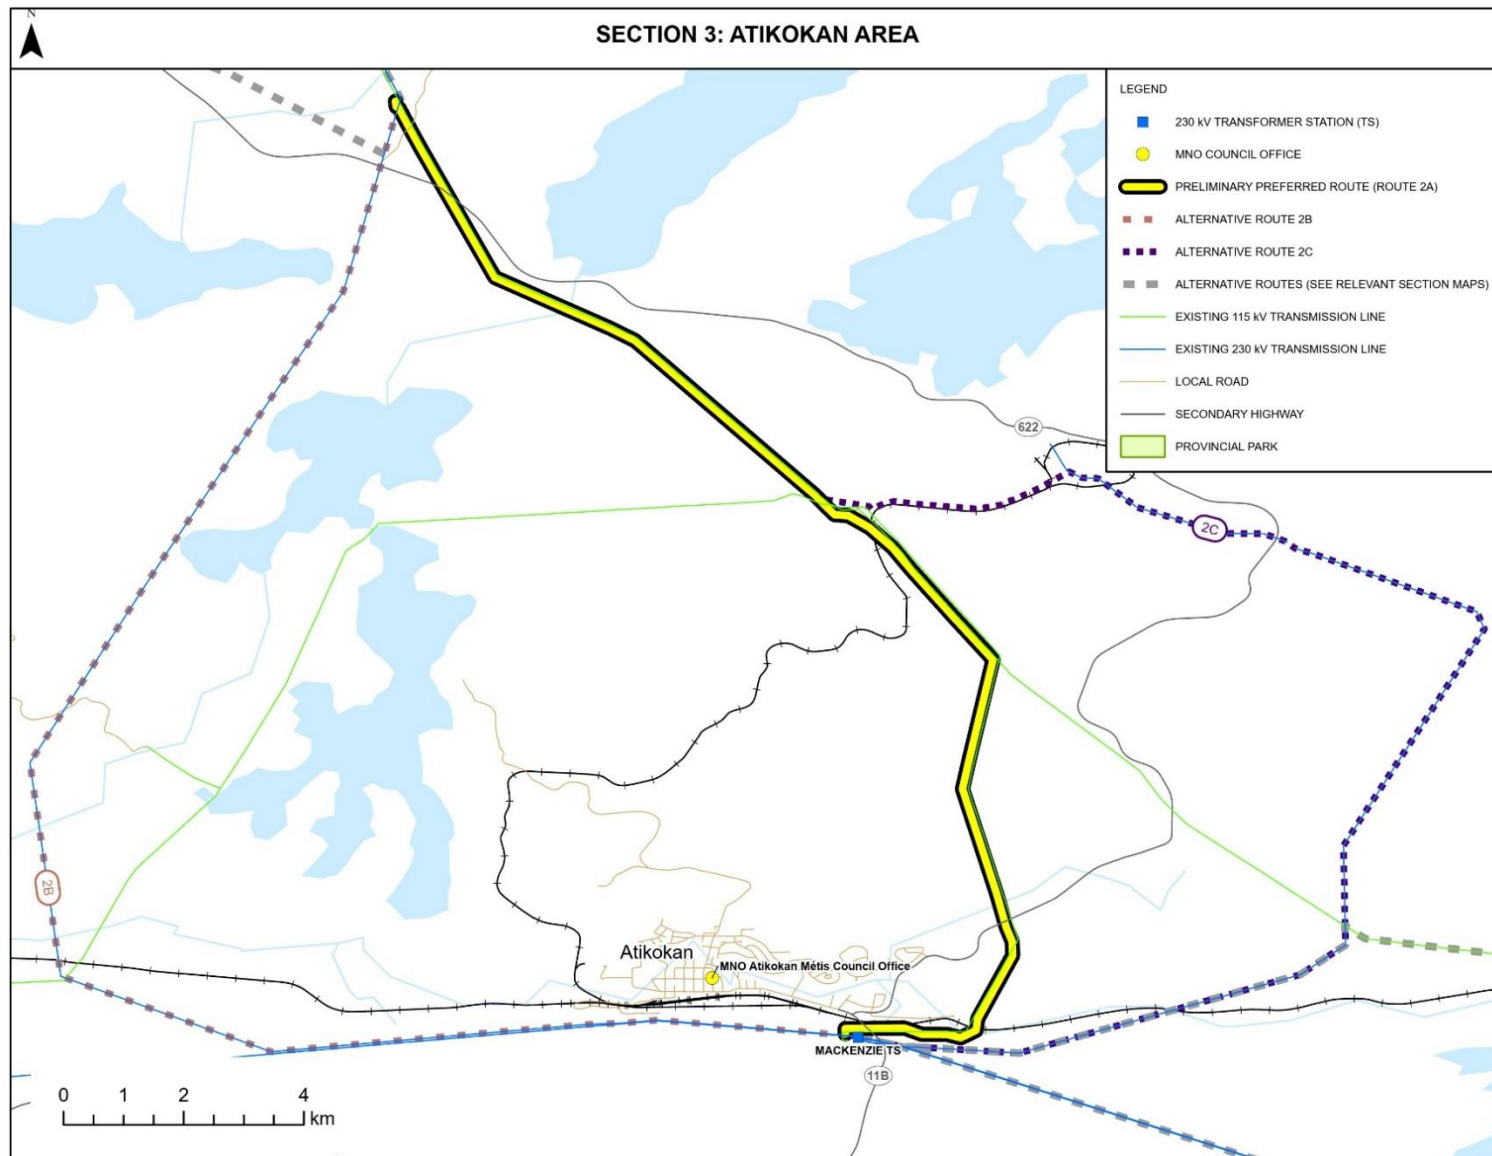 N
SECTION 3: ATIKOKAN AREA
LEGEND
230 kV TRANSFORMER STATION (TS)
MNO COUNCIL OFFICE
PRELIMINARY PREFERRED ROUTE (ROUTE 2A)
ALTERNATIVE ROUTE 2B
ALTERNATIVE ROUTE 2C
ALTERNATIVE ROUTES (SEE RELEVANT SECTION MAPS)
EXISTING 115 kV TRANSMISSION LINE
EXISTING 230 kV TRANSMISSION LINE
LOCAL ROAD
SECONDARY HIGHWAY
PROVINCIAL PARK
622
2C
2B
Atikokan
MNO Atikokan Métis Council Office
MACKENZIE TS
11B
0 1 2 4
km